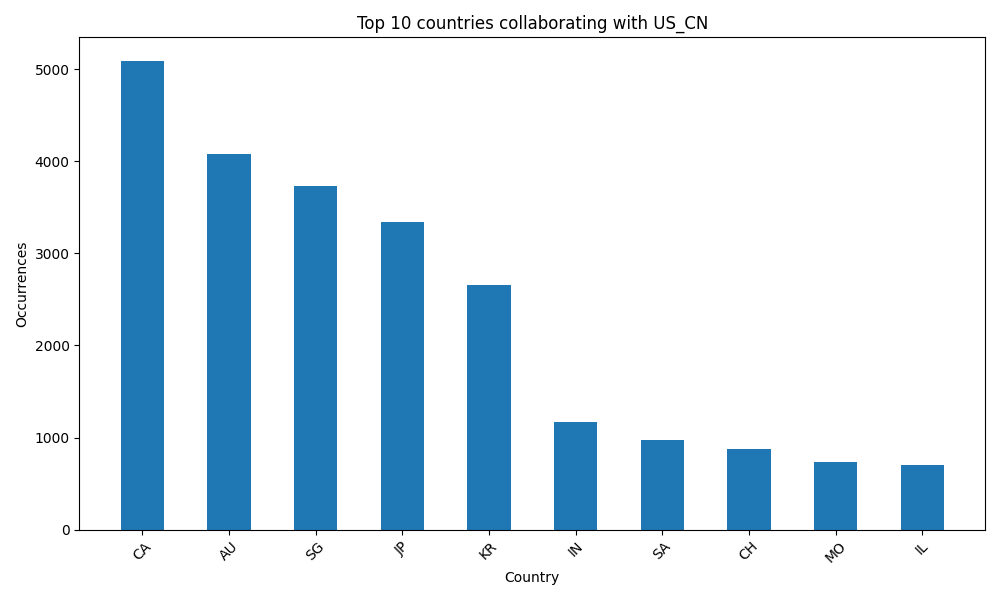 Top 10 countries collaborating with US_CN
Occurrences
5000
4000
3000
2000
1000
0
CA
AU
SG
JP
KR
IN
SA
CH
MO
IL
Country